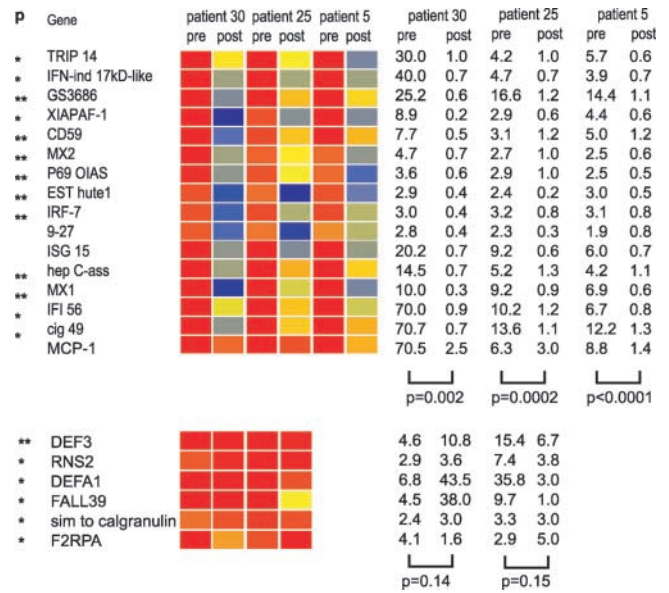 p Gene patient 30 patient 25 patient 5 patient 30 patient 25 patient 5
pre post pre post pre post pre post pre post pre post
* TRIP 14 30.0 1.0 4.2 1.0 5.7 0.6
* IFN-ind 17kD-like 40.0 0.7 4.7 0.7 3.9 0.7
** GS3686 25.2 0.6 16.6 1.2 14.4 1.1
* XIAPAF-1 8.9 0.2 2.9 0.6 4.4 0.6
** CD59 7.7 0.5 3.1 1.2 5.0 1.2
** MX2 4.7 0.7 2.7 1.0 2.5 0.6
** P69 OIAS 3.6 0.6 2.9 1.0 2.5 0.5
** EST hute1 2.9 0.4 2.4 0.2 3.0 0.5
** IRF-7 3.0 0.4 3.2 0.8 3.1 0.8
9-27 2.8 0.4 2.3 0.3 1.9 0.8
ISG 15 20.2 0.7 9.2 0.6 6.0 0.7
** hep C-ass 14.5 0.7 5.2 1.3 4.2 1.1
** MX1 10.0 0.3 9.2 0.9 6.9 0.6
* IFI 56 70.0 0.9 10.2 1.2 6.7 0.8
* cig 49 70.7 0.7 13.6 1.1 12.2 1.3
MCP-1 70.5 2.5 6.3 3.0 8.8 1.4
p=0.002 p=0.0002 p<0.0001
** DEF3 4.6 10.8 15.4 6.7
* RNS2 2.9 3.6 7.4 3.8
* DEFA1 6.8 43.5 35.8 3.0
* FALL39 4.5 38.0 9.7 1.0
* sim to calgranulin 2.4 3.0 3.3 3.0
* F2RPA 4.1 1.6 2.9 5.0
p=0.14 p=0.15